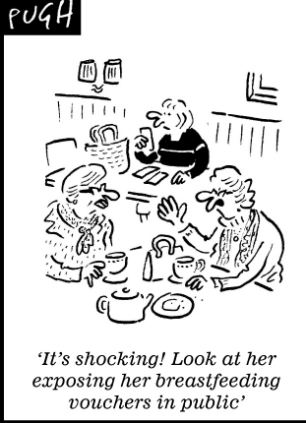 PUGH
‘It’s shocking! Look at her
exposing her breastfeeding
vouchers in public’